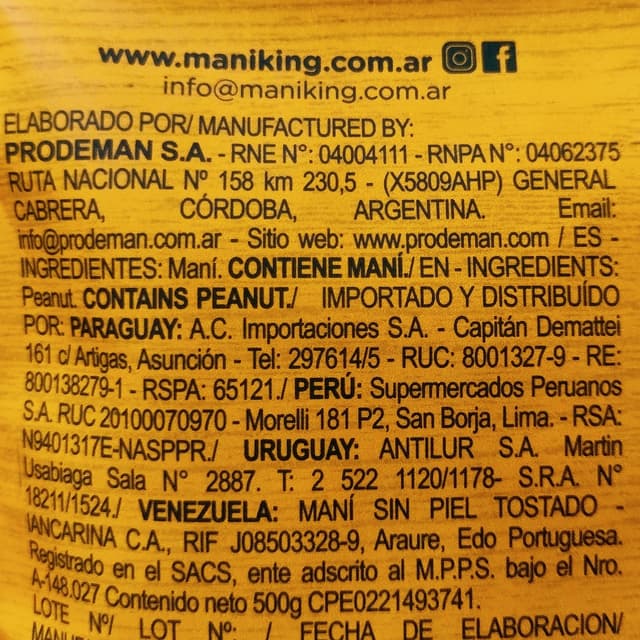 www.maniking.com.ar
info@maniking.com.ar
ELABORADO POR/ MANUFACTURED BY:
PRODEMAN S.A. - RNE N°: 04004111 - RNPA N°: 04062375
RUTA NACIONAL Nº 158 km 230,5 - (X5809AHP) GENERAL
CABRERA, CÓRDOBA, ARGENTINA. Email:
info@prodeman.com.ar - Sitio web: www.prodeman.com / ES -
INGREDIENTES: Maní. CONTIENE MANÍ./ EN - INGREDIENTS:
Peanut. CONTAINS PEANUT./ IMPORTADO Y DISTRIBUÍDO
POR: PARAGUAY: A.C. Importaciones S.A. - Capitán Demattei
161 c/ Artigas, Asunción - Tel: 297614/5 - RUC: 8001327-9 - RE:
800138279-1 - RSPA: 65121./ PERÚ: Supermercados Peruanos
S.A. RUC 20100070970 - Morelli 181 P2, San Borja, Lima. - RSA:
N9401317E-NASPPR./ URUGUAY: ANTILUR S.A. Martin
Usabiaga Sala N° 2887. T: 2 522 1120/1178- S.R.A. N°
18211/1524./ VENEZUELA: MANÍ SIN PIEL TOSTADO -
IANCARINA C.A., RIF J08503328-9, Araure, Edo Portuguesa.
Registrado en el SACS, ente adscrito al M.P.P.S. bajo el Nro.
A-148.027 Contenido neto 500g CPE0221493741.
LOTE Nº/ LOT Nº: / FECHA DE ELABORACION/